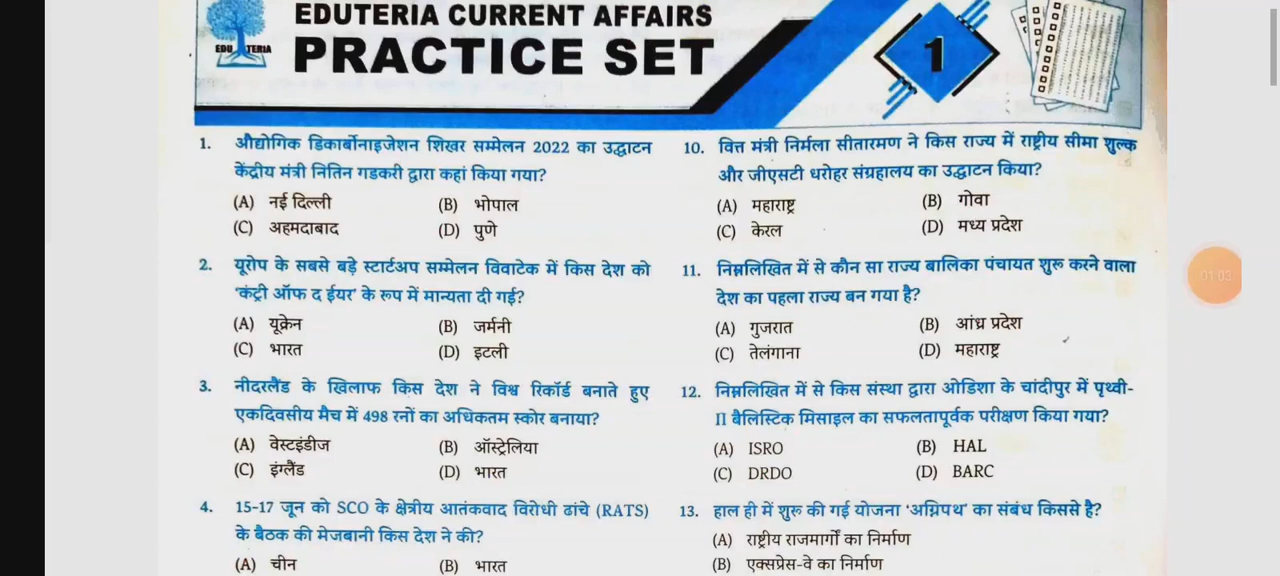 EDU TERIA
EDUTERIA CURRENT AFFAIRS
PRACTICE SET
1
1. औद्योगिक डिकार्बोनाइजेशन शिखर सम्मेलन 2022 का उद्घाटन
केंद्रीय मंत्री नितिन गडकरी द्वारा कहां किया गया?
(A) नई दिल्ली (B) भोपाल
(C) अहमदाबाद (D) पुणे
2. यूरोप के सबसे बड़े स्टार्टअप सम्मेलन विवाटेक में किस देश को
'कंट्री ऑफ द ईयर' के रूप में मान्यता दी गई?
(A) यूक्रेन (B) जर्मनी
(C) भारत (D) इटली
3. नीदरलैंड के खिलाफ किस देश ने विश्व रिकॉर्ड बनाते हुए
एकदिवसीय मैच में 498 रनों का अधिकतम स्कोर बनाया?
(A) वेस्टइंडीज (B) ऑस्ट्रेलिया
(C) इंग्लैंड (D) भारत
4. 15-17 जून को SCO के क्षेत्रीय आतंकवाद विरोधी ढांचे (RATS)
के बैठक की मेजबानी किस देश ने की?
(A) चीन (B) भारत
10. वित्त मंत्री निर्मला सीतारमण ने किस राज्य में राष्ट्रीय सीमा शुल्क
और जीएसटी धरोहर संग्रहालय का उद्घाटन किया?
(A) महाराष्ट्र (B) गोवा
(C) केरल (D) मध्य प्रदेश
11. निम्नलिखित में से कौन सा राज्य बालिका पंचायत शुरू करने वाला
देश का पहला राज्य बन गया है?
(A) गुजरात (B) आंध्र प्रदेश
(C) तेलंगाना (D) महाराष्ट्र
12. निम्नलिखित में से किस संस्था द्वारा ओडिशा के चांदीपुर में पृथ्वी-
II बैलिस्टिक मिसाइल का सफलतापूर्वक परीक्षण किया गया?
(A) ISRO (B) HAL
(C) DRDO (D) BARC
13. हाल ही में शुरू की गई योजना 'अग्निपथ' का संबंध किससे है?
(A) राष्ट्रीय राजमार्गों का निर्माण
(B) एक्सप्रेस-वे का निर्माण
01:03